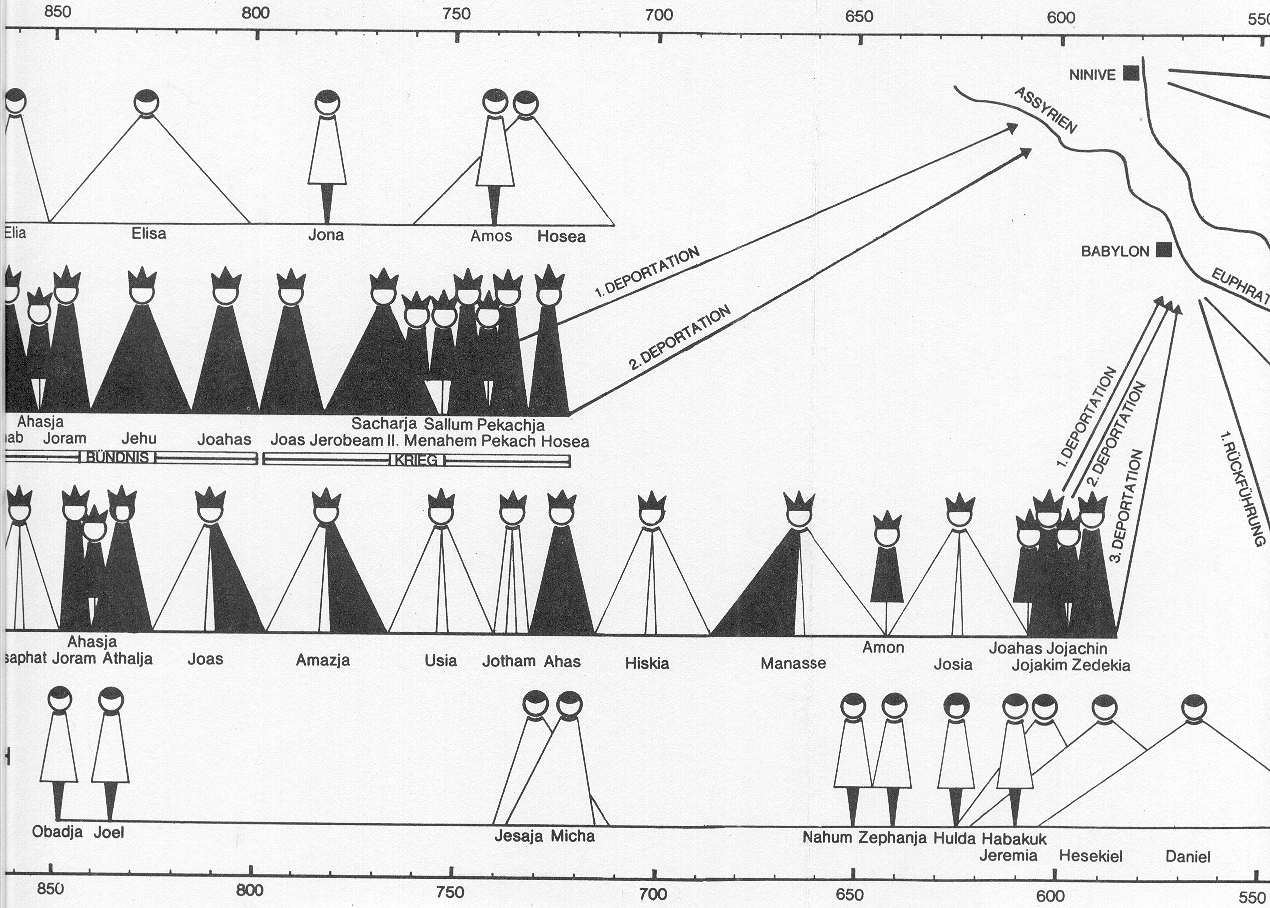 850 800 750 700 650 600
NINIVE
ASSYRIEN
BABYLON
EUPHRAT
Elia Elisa Jona Amos Hosea
1. DEPORTATION
2. DEPORTATION
Ahasja Sacharja Sallum Pekachja
Joram Jehu Joahas Joas Jerobeam II. Menahem Pekach Hosea
BÜNDNIS KRIEG
1. DEPORTATION
2. DEPORTATION
3. DEPORTATION
1. RÜCKFÜHRUNG
Ahasja Amon Joahas Jojachin
saphat Joram Athalja Joas Amazja Usia Jotham Ahas Hiskia Manasse Josia Jojakim Zedekia
Obadja Joel Jesaja Micha Nahum Zephanja Hulda Habakuk
Jeremia Hesekiel Daniel
850 800 750 700 650 600 550